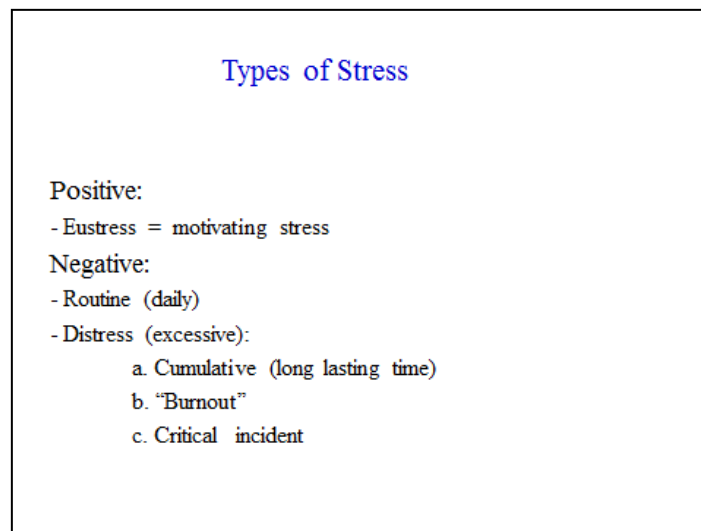 Types of Stress
Positive:
- Eustress = motivating stress
Negative:
- Routine (daily)
- Distress (excessive):
a. Cumulative (long lasting time)
b. “Burnout”
c. Critical incident